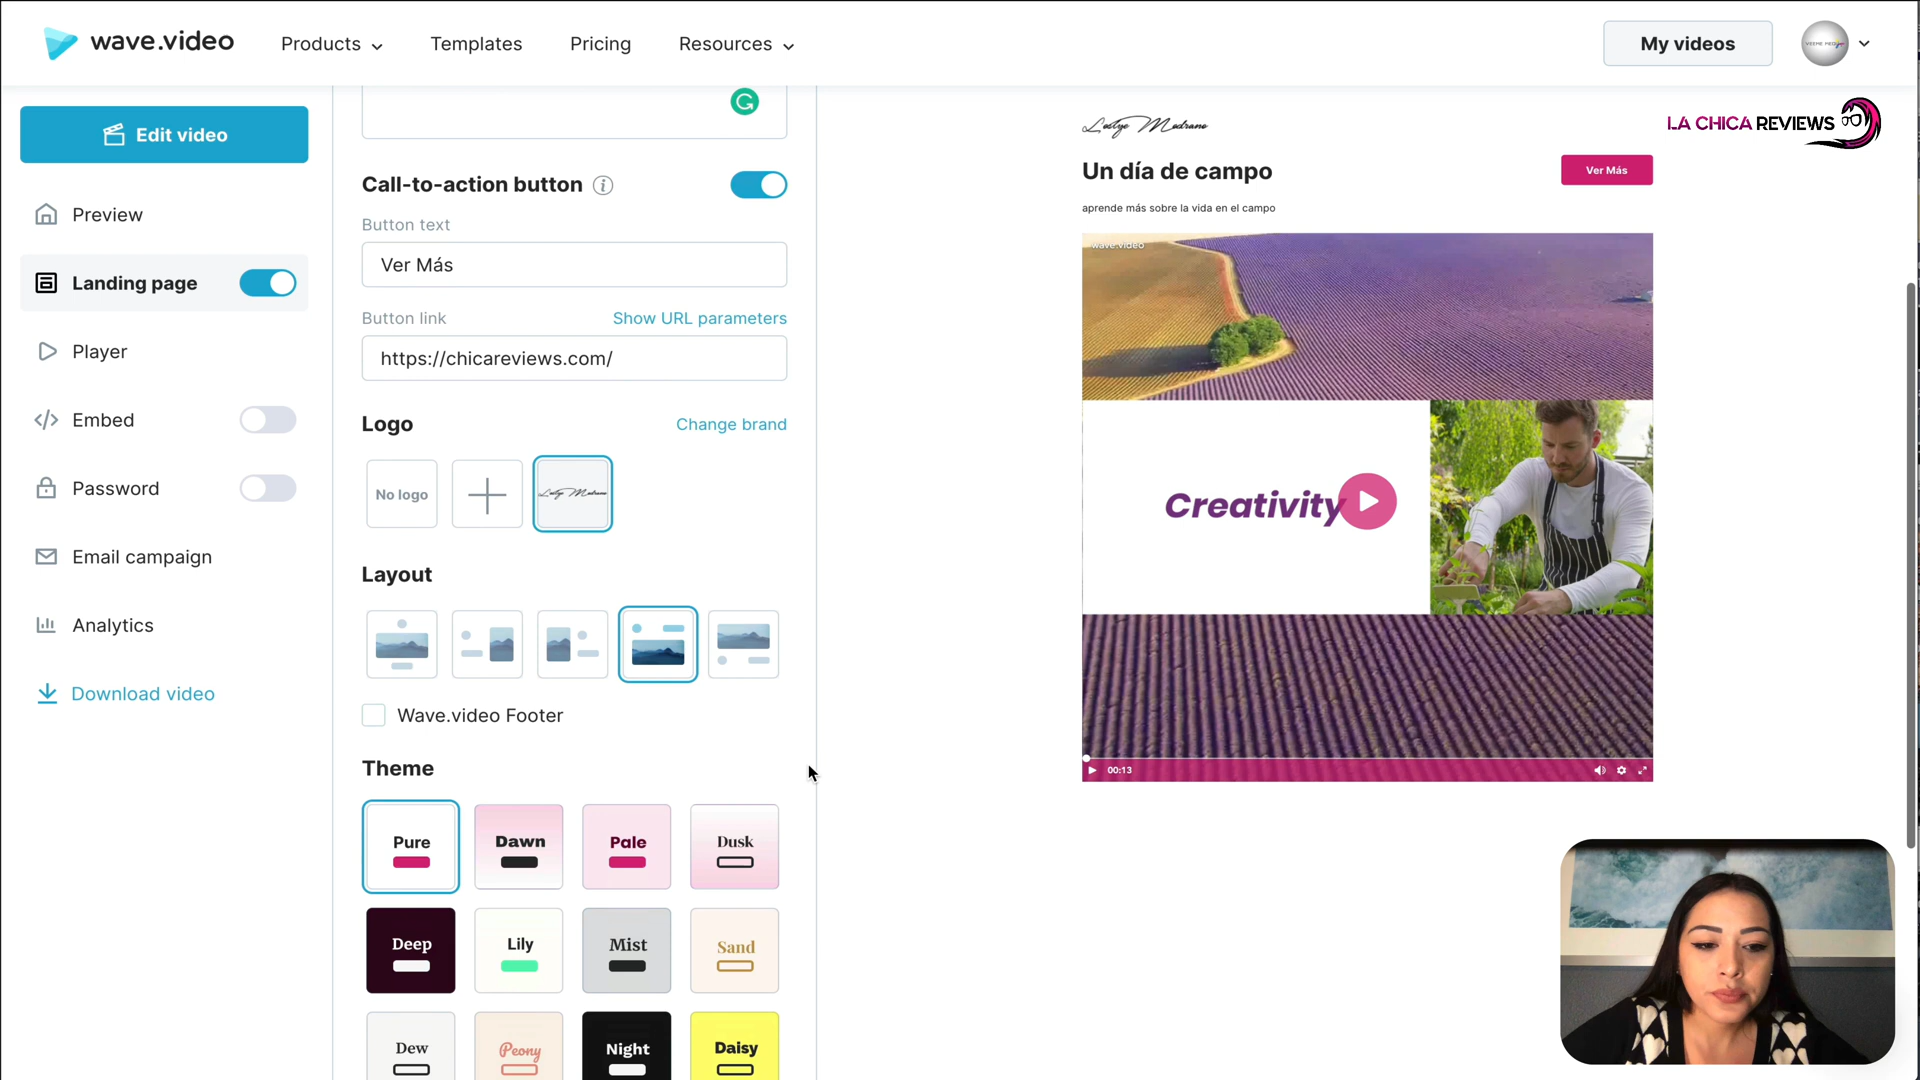 wave.video
Products
Templates
Pricing
Resources
My videos
Edit video
Preview
Landing page
Player
Embed
Password
Email campaign
Analytics
Download video
Call-to-action button
Button text
Ver Más
Button link
Show URL parameters
https://chicareviews.com/
Logo
Change brand
No logo
Layout
Wave.video Footer
Theme
Pure
Dawn
Pale
Dusk
Deep
Lily
Mist
Sand
Dew
Peony
Night
Daisy
LA CHICA REVIEWS
Un día de campo
Ver Más
aprende más sobre la vida en el campo
wave.video
Creativity
00:13